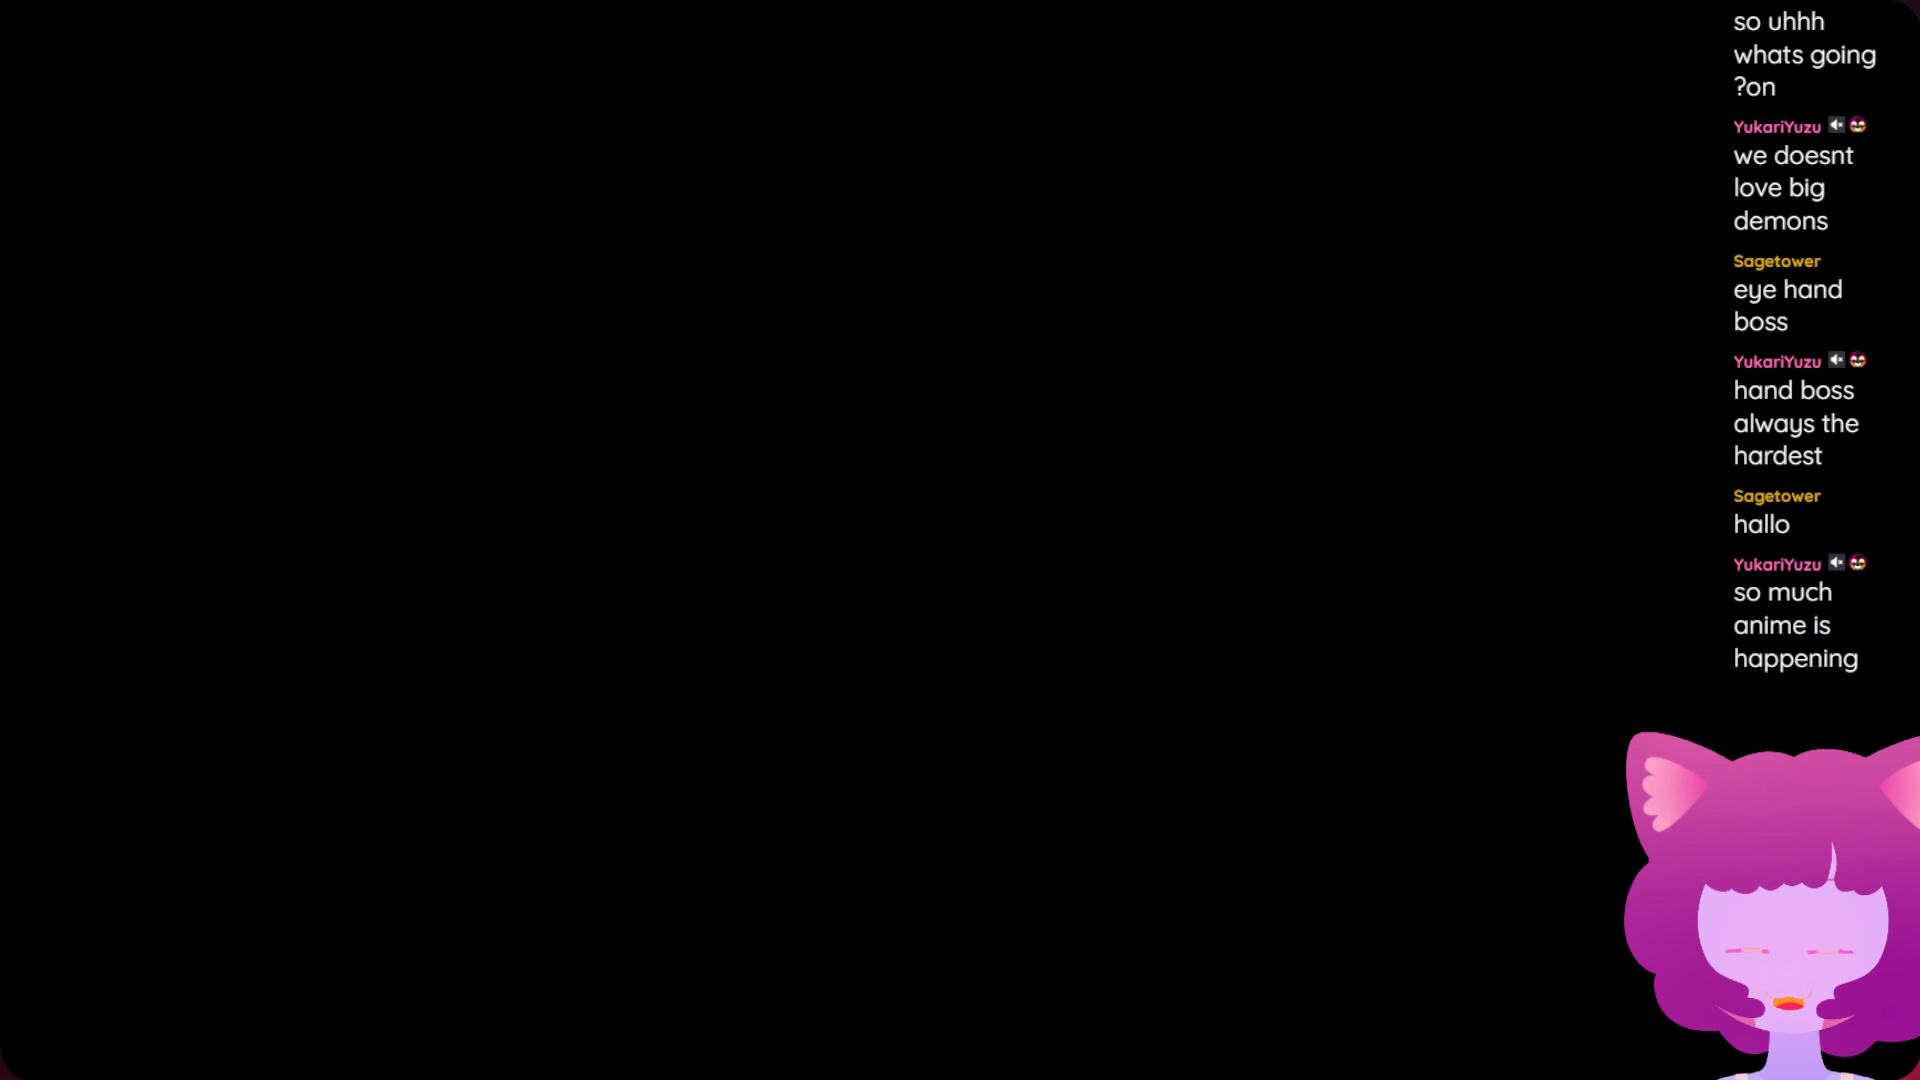 so uhhh
whats going
?on
YukariYuzu
we doesnt
love big
demons
Sagetower
eye hand
boss
YukariYuzu
hand boss
always the
hardest
Sagetower
hallo
YukariYuzu
so much
anime is
happening